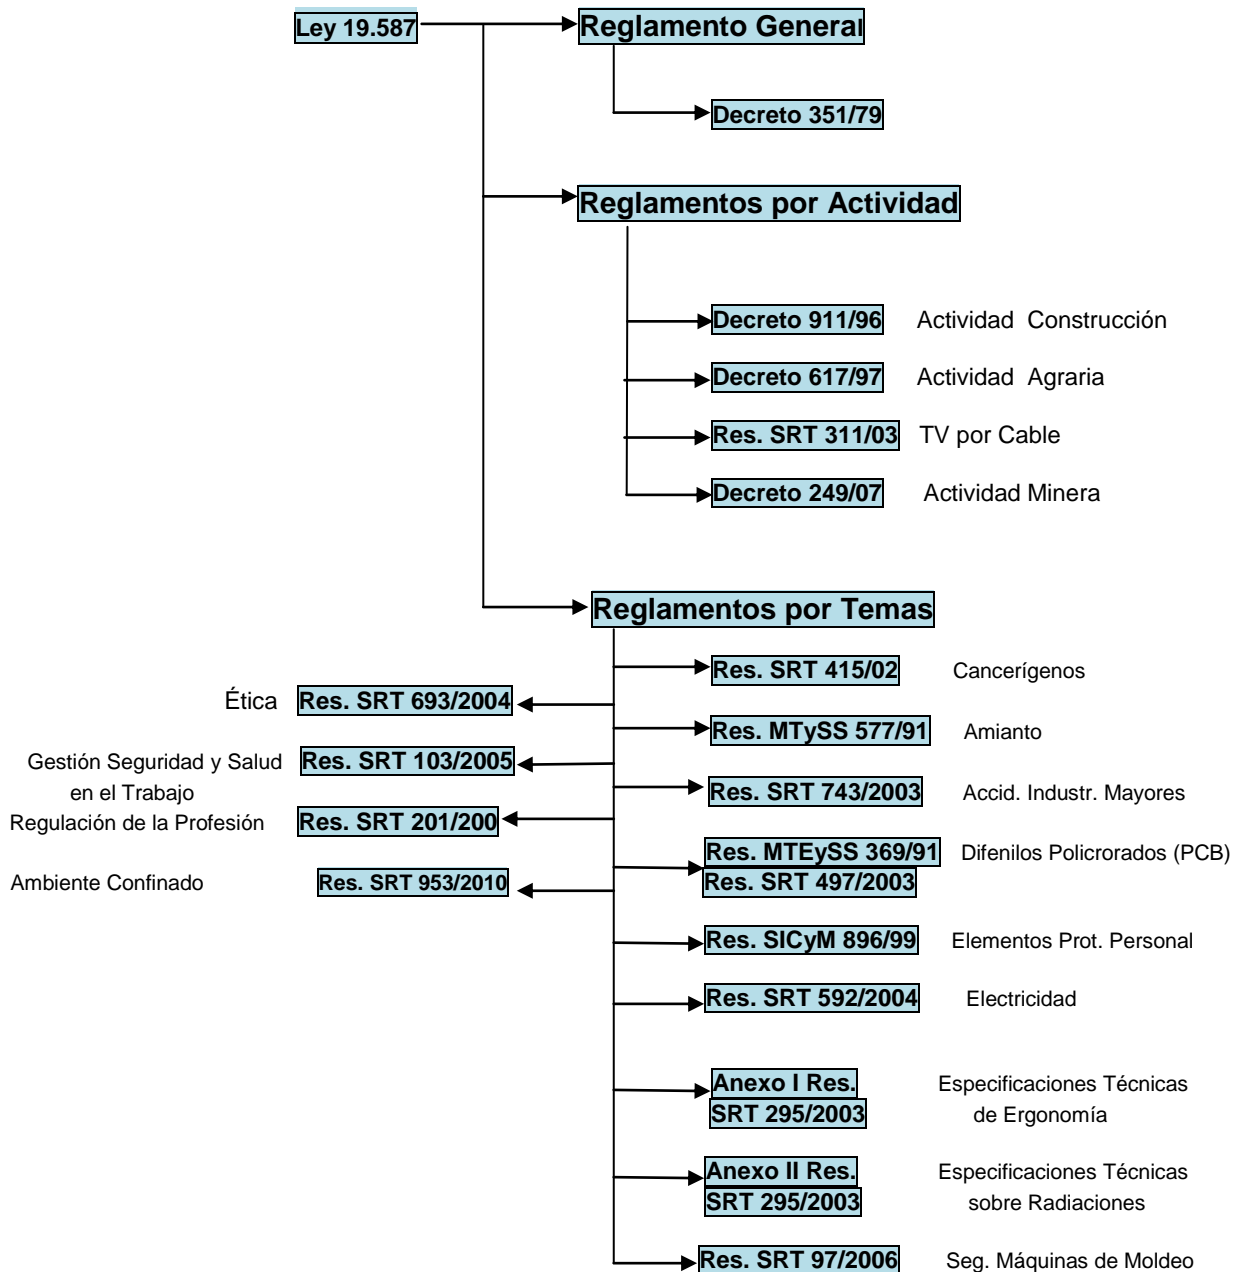 Ley 19.587
Reglamento General
Decreto 351/79
Reglamentos por Actividad
Decreto 911/96 Actividad Construcción
Decreto 617/97 Actividad Agraria
Res. SRT 311/03 TV por Cable
Decreto 249/07 Actividad Minera
Reglamentos por Temas
Res. SRT 415/02 Cancerígenos
Ética Res. SRT 693/2004
Res. MTySS 577/91 Amianto
Gestión Seguridad y Salud Res. SRT 103/2005
en el Trabajo
Res. SRT 743/2003 Accid. Industr. Mayores
Regulación de la Profesión Res. SRT 201/200
Res. MTEySS 369/91 Difenilos Policrorados (PCB)
Res. SRT 497/2003
Ambiente Confinado Res. SRT 953/2010
Res. SICyM 896/99 Elementos Prot. Personal
Res. SRT 592/2004 Electricidad
Anexo I Res. Especificaciones Técnicas
SRT 295/2003 de Ergonomía
Anexo II Res. Especificaciones Técnicas
SRT 295/2003 sobre Radiaciones
Res. SRT 97/2006 Seg. Máquinas de Moldeo